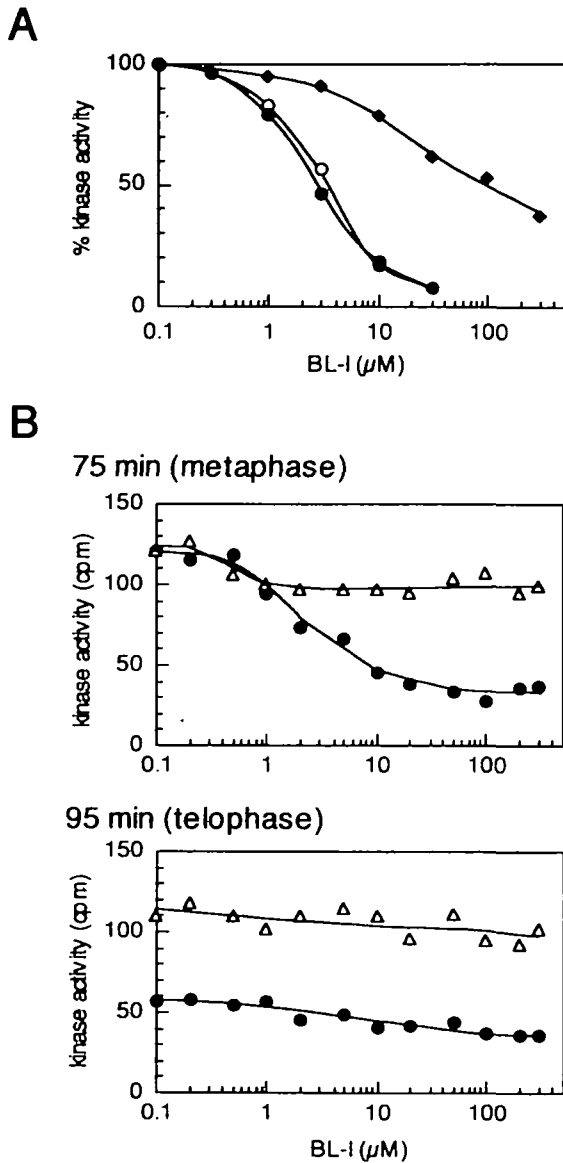 A
100
% kinase activity
50
0
0.1 1 10 100
BL-I (µM)
B
75 min (metaphase)
150
kinase activity (cpm)
100
50
0
0.1 1 10 100
95 min (telophase)
150
kinase activity (cpm)
100
50
0
0.1 1 10 100
BL-I (µM)